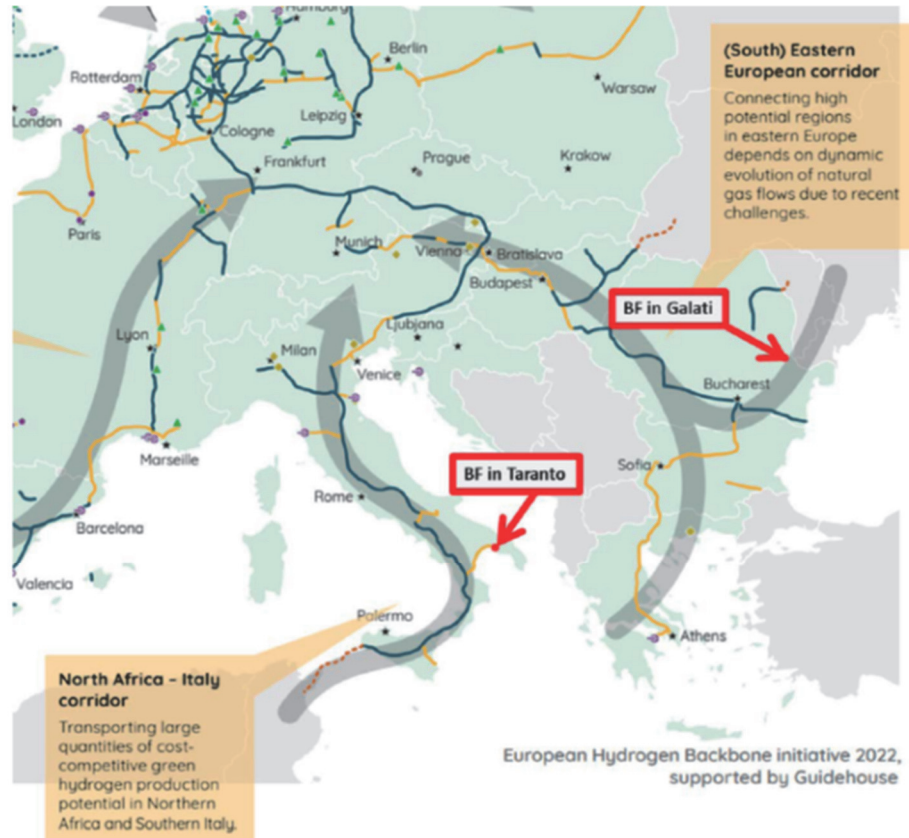 Hamburg
Berlin
Rotterdam
Warsaw
London
Leipzig
Cologne
Frankfurt
Prague
Krakow
Paris
Munich
Vienna
Bratislava
Budapest
Lyon
Milan
Ljubjana
Venice
Bucharest
Marseille
Sofia
Rome
Barcelona
Valencia
Palermo
Athens
(South) Eastern
European corridor
Connecting high
potential regions
in eastern Europe
depends on dynamic
evolution of natural
gas flows due to recent
challenges.
BF in Galati
BF in Taranto
North Africa – Italy
corridor
Transporting large
quantities of cost-
competitive green
hydrogen production
potential in Northern
Africa and Southern Italy.
European Hydrogen Backbone initiative 2022,
supported by Guidehouse